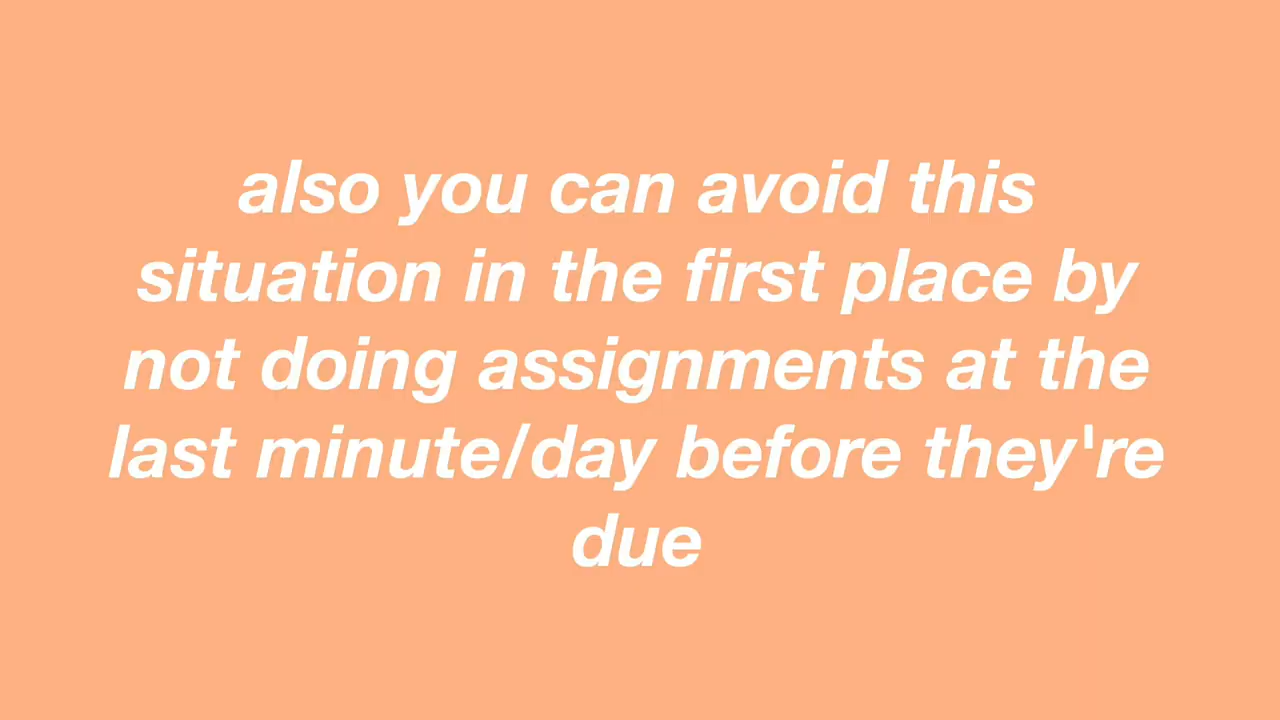 also you can avoid this
situation in the first place by
not doing assignments at the
last minute/day before they're
due